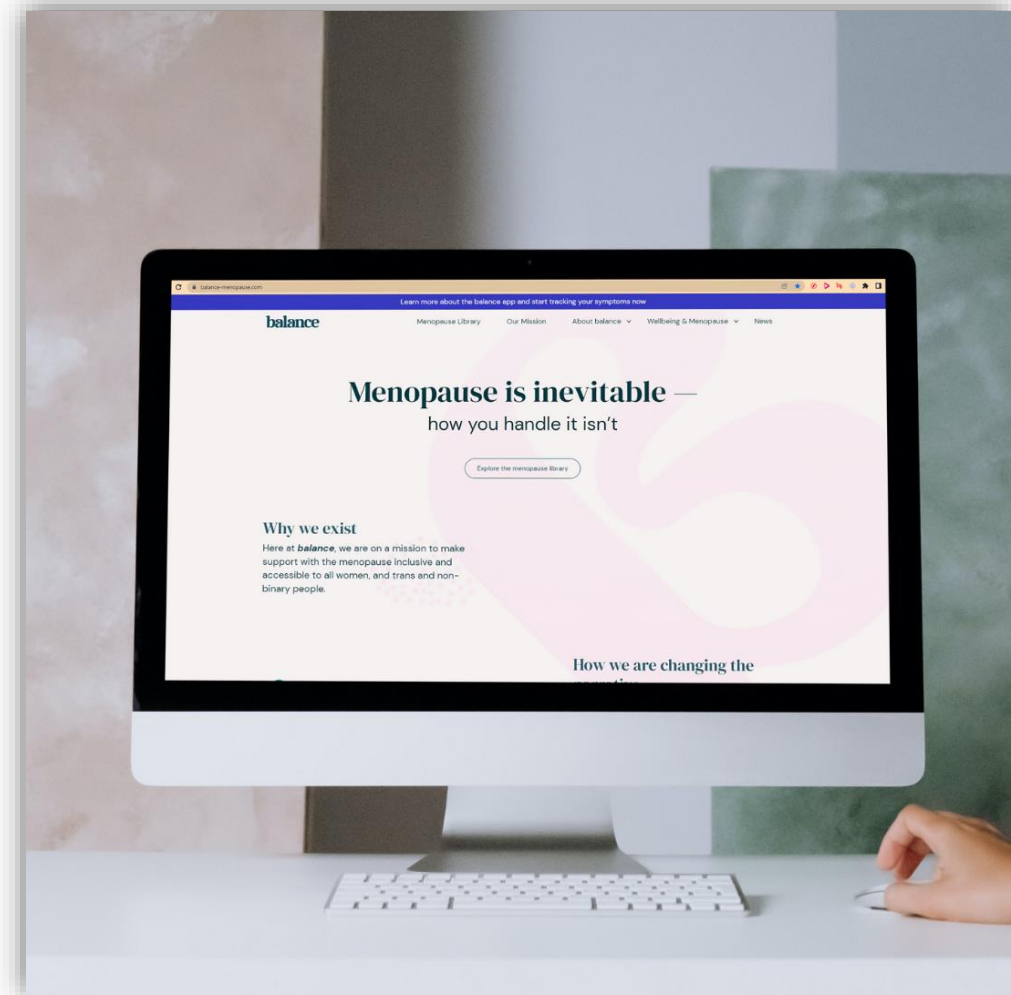 balance-menopause.com
Learn more about the balance app and start tracking your symptoms now
balance
Menopause Library Our Mission About balance Wellbeing & Menopause News
Menopause is inevitable —
how you handle it isn't
Explore the menopause library
Why we exist
Here at balance, we are on a mission to make
support with the menopause inclusive and
accessible to all women, and trans and non-
binary people.
How we are changing the